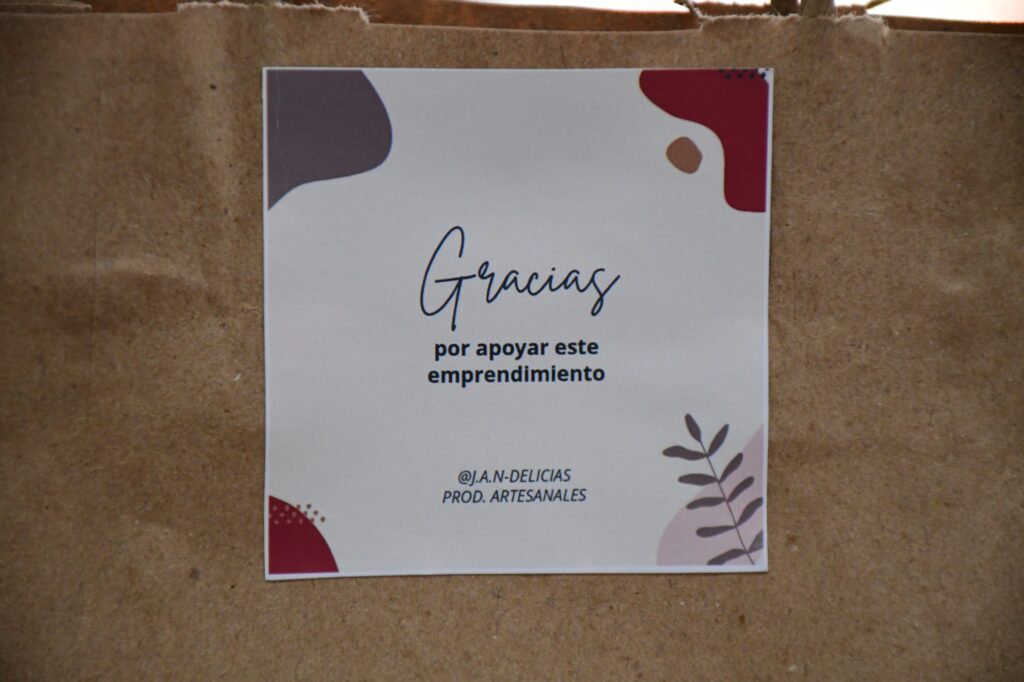 Gracias
por apoyar este
emprendimiento
@J.A.N-DELICIAS
PROD. ARTESANALES